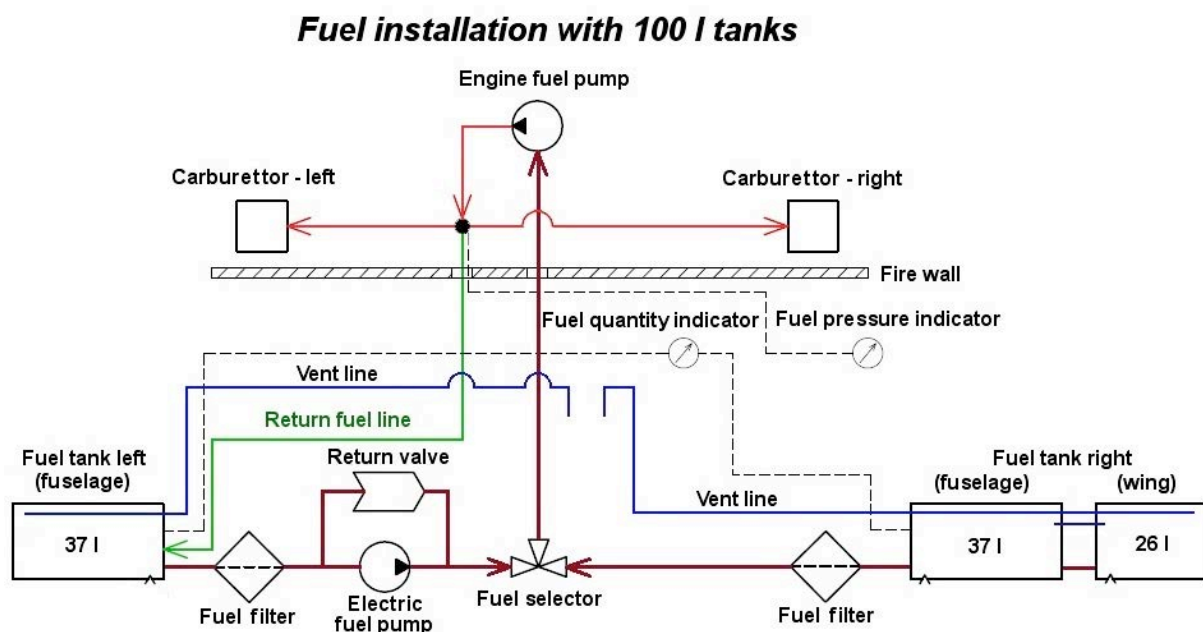 Fuel installation with 100 l tanks
Engine fuel pump
Carburettor - left
Carburettor - right
Fire wall
Fuel quantity indicator
Fuel pressure indicator
Vent line
Return fuel line
Fuel tank left
(fuselage)
Return valve
Fuel tank right
(fuselage)
(wing)
Vent line
37 l
37 l
26 l
Fuel filter
Electric
fuel pump
Fuel selector
Fuel filter